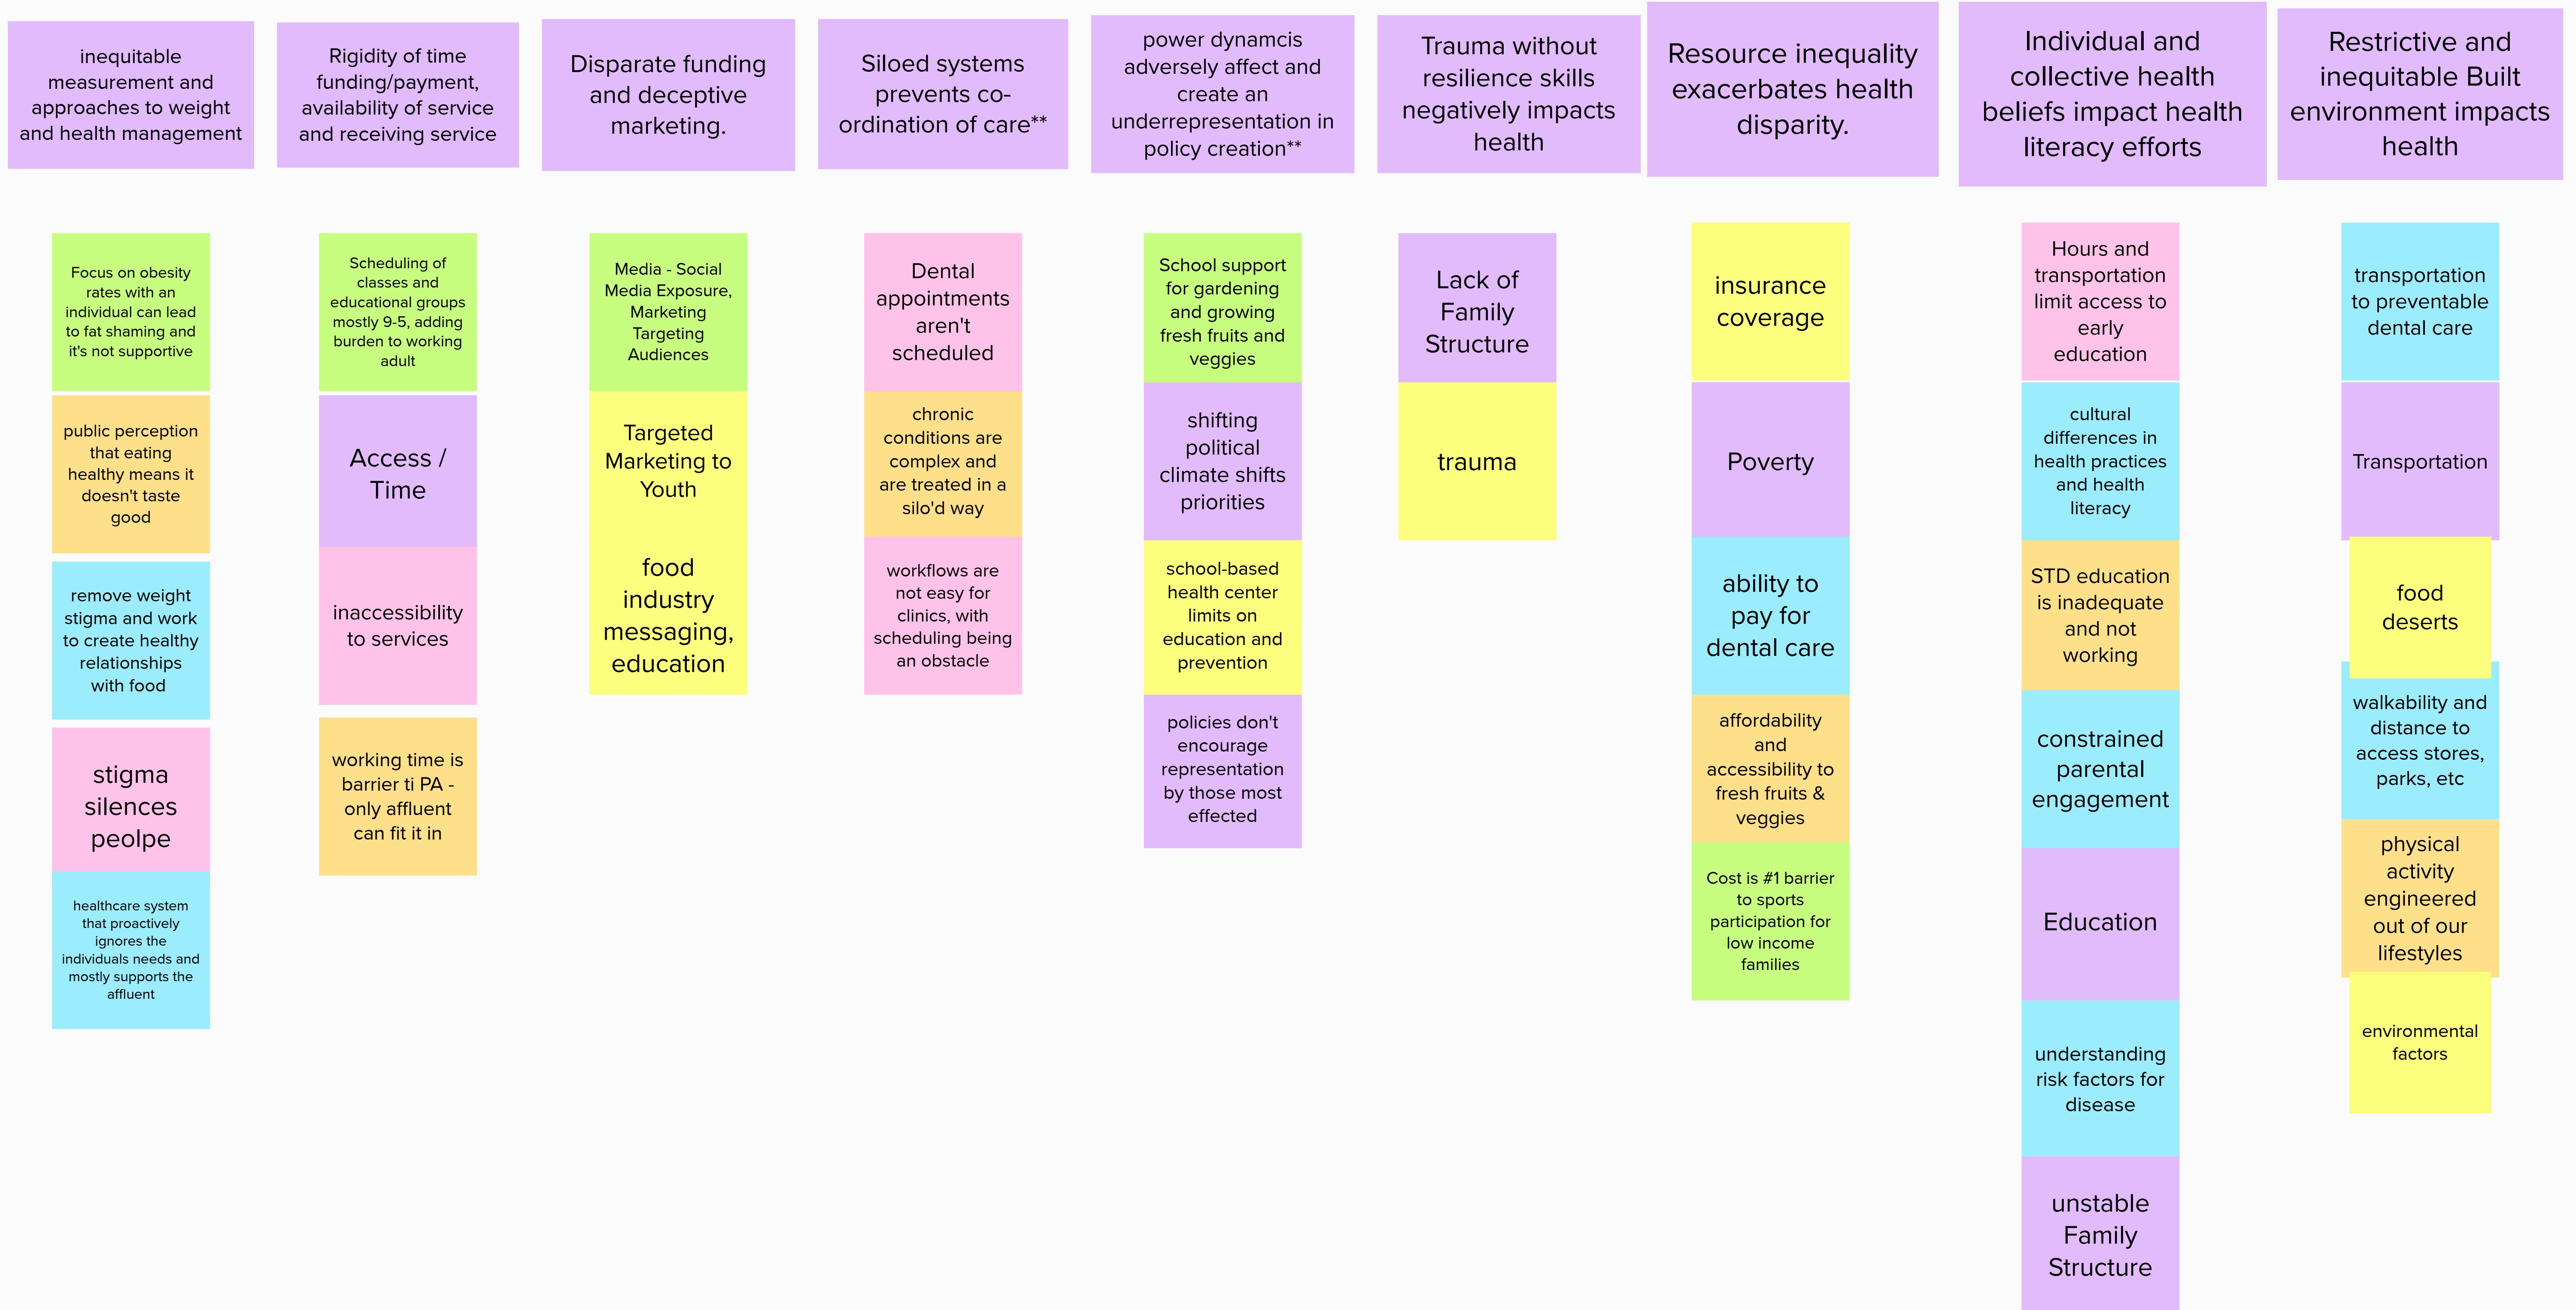 inequitable
measurement and
approaches to weight
and health management
Rigidity of time
funding/payment,
availability of service
and receiving service
Disparate funding
and deceptive
marketing.
Siloed systems
prevents co-
ordination of care**
power dynamcis
adversely affect and
create an
underrepresentation in
policy creation**
Trauma without
resilience skills
negatively impacts
health
Resource inequality
exacerbates health
disparity.
Individual and
collective health
beliefs impact health
literacy efforts
Restrictive and
inequitable Built
environment impacts
health
Focus on obesity
rates with an
individual can lead
to fat shaming and
it's not supportive
public perception
that eating
healthy means it
doesn't taste
good
remove weight
stigma and work
to create healthy
relationships
with food
stigma
silences
peolpe
healthcare system
that proactively
ignores the
individuals needs and
mostly supports the
affluent
Scheduling of
classes and
educational groups
mostly 9-5, adding
burden to working
adult
Access /
Time
inaccessibility
to services
working time is
barrier ti PA -
only affluent
can fit it in
Media - Social
Media Exposure,
Marketing
Targeting
Audiences
Targeted
Marketing to
Youth
food
industry
messaging,
education
Dental
appointments
aren't
scheduled
chronic
conditions are
complex and
are treated in a
silo'd way
workflows are
not easy for
clinics, with
scheduling being
an obstacle
School support
for gardening
and growing
fresh fruits and
veggies
shifting
political
climate shifts
priorities
school-based
health center
limits on
education and
prevention
policies don't
encourage
representation
by those most
effected
Lack of
Family
Structure
trauma
insurance
coverage
Poverty
ability to
pay for
dental care
affordability
and
accessibility to
fresh fruits &
veggies
Cost is #1 barrier
to sports
participation for
low income
families
Hours and
transportation
limit access to
early
education
cultural
differences in
health practices
and health
literacy
STD education
is inadequate
and not
working
constrained
parental
engagement
Education
understanding
risk factors for
disease
unstable
Family
Structure
transportation
to preventable
dental care
Transportation
food
deserts
walkability and
distance to
access stores,
parks, etc
physical
activity
engineered
out of our
lifestyles
environmental
factors